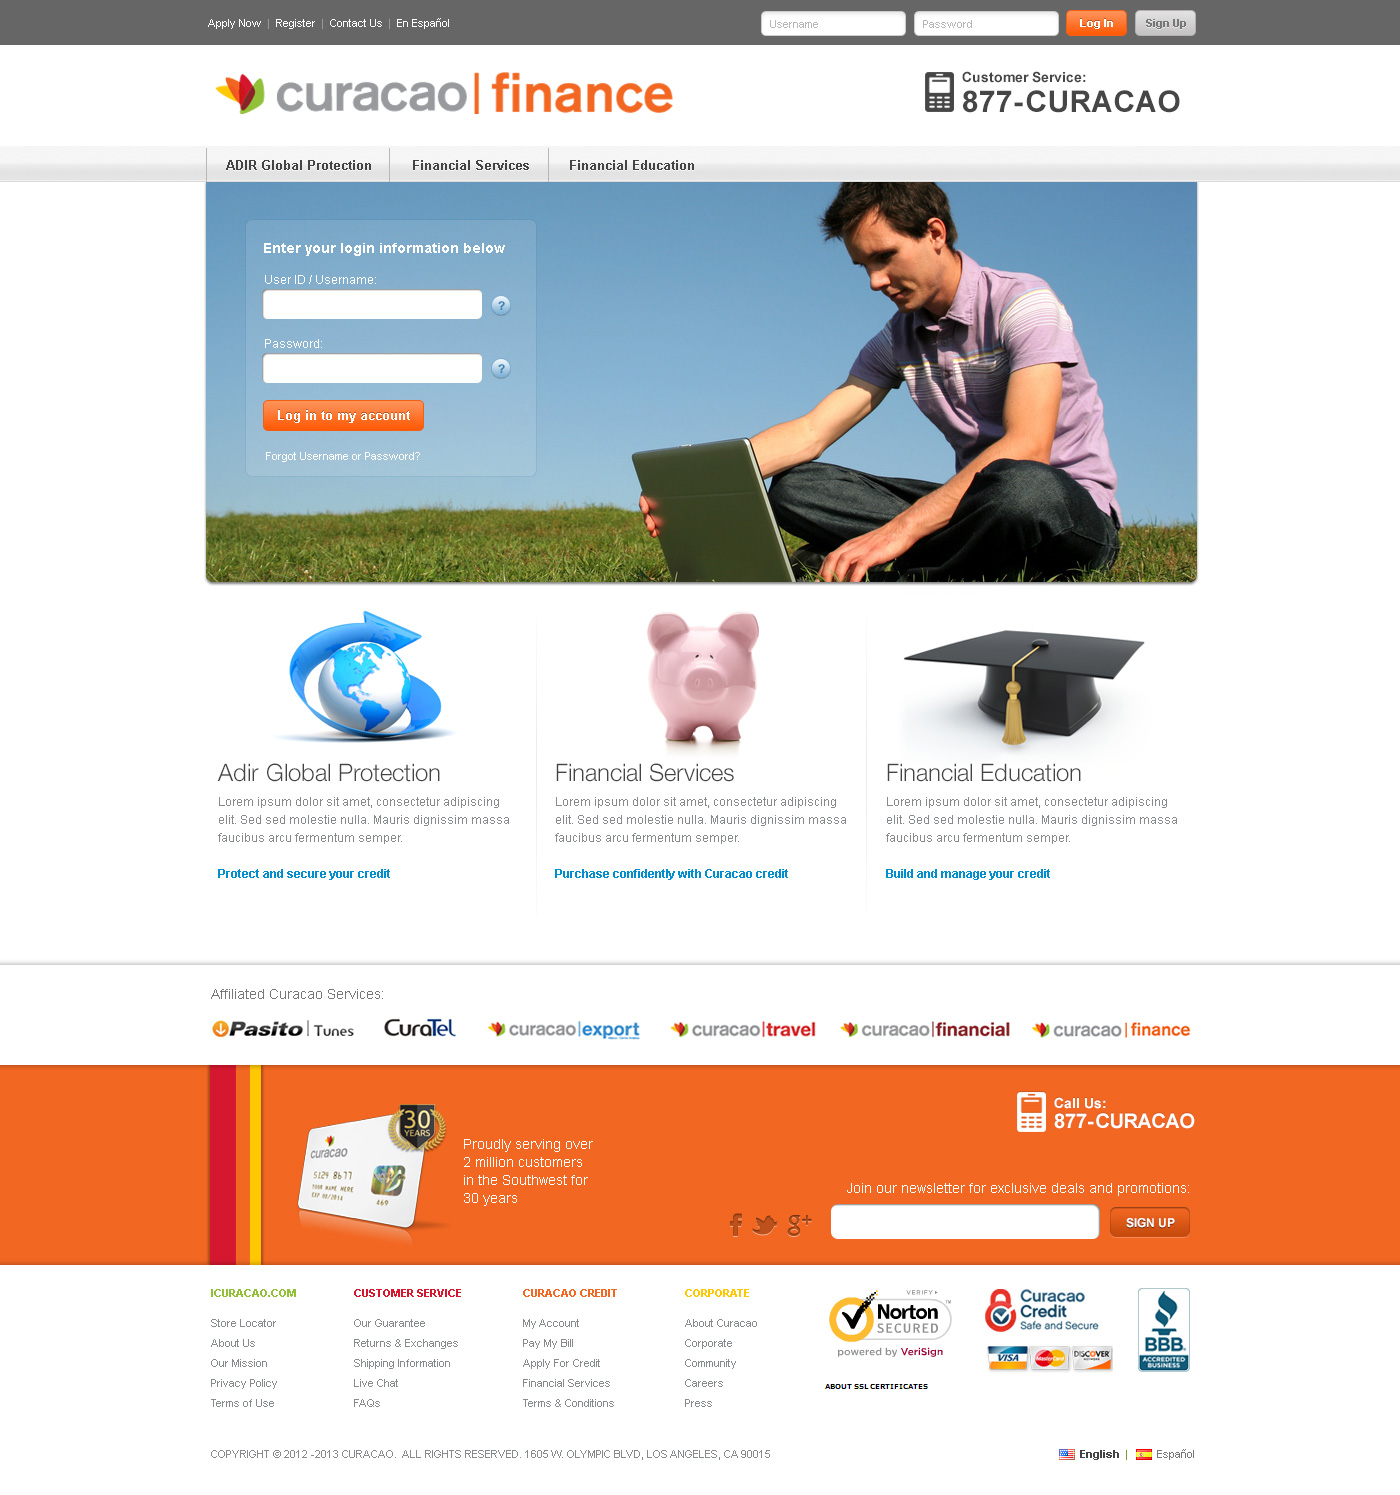 Apply Now | Register | Contact Us | En Español
Username
Password
Log In
Sign Up
curacao | finance
Customer Service:
877-CURACAO
ADIR Global Protection
Financial Services
Financial Education
Enter your login information below
User ID / Username:
?
Password:
?
Log in to my account
Forgot Username or Password?
Adir Global Protection
Lorem ipsum dolor sit amet, consectetur adipiscing
elit. Sed sed molestie nulla. Mauris dignissim massa
faucibus arcu fermentum semper.
Protect and secure your credit
Financial Services
Lorem ipsum dolor sit amet, consectetur adipiscing
elit. Sed sed molestie nulla. Mauris dignissim massa
faucibus arcu fermentum semper.
Purchase confidently with Curacao credit
Financial Education
Lorem ipsum dolor sit amet, consectetur adipiscing
elit. Sed sed molestie nulla. Mauris dignissim massa
faucibus arcu fermentum semper.
Build and manage your credit
Affiliated Curacao Services:
Pasito | Tunes
CuraTel
curacao | export
curacao | travel
curacao | financial
curacao | finance
30
YEARS
curacao
5124 8677
YOUR NAME HERE
EXP 08/2014
469
Proudly serving over
2 million customers
in the Southwest for
30 years
Call Us:
877-CURACAO
Join our newsletter for exclusive deals and promotions:
f
g+
SIGN UP
ICURACAO.COM
Store Locator
About Us
Our Mission
Privacy Policy
Terms of Use
CUSTOMER SERVICE
Our Guarantee
Returns & Exchanges
Shipping Information
Live Chat
FAQs
CURACAO CREDIT
My Account
Pay My Bill
Apply For Credit
Financial Services
Terms & Conditions
CORPORATE
About Curacao
Corporate
Community
Careers
Press
VERIFY
Norton
SECURED
powered by VeriSign
ABOUT SSL CERTIFICATES
Curacao
Credit
Safe and Secure
VISA
MasterCard
DISCOVER
BBB
ACCREDITED
BUSINESS
COPYRIGHT © 2012 -2013 CURACAO. ALL RIGHTS RESERVED. 1605 W. OLYMPIC BLVD, LOS ANGELES, CA 90015
English | Español